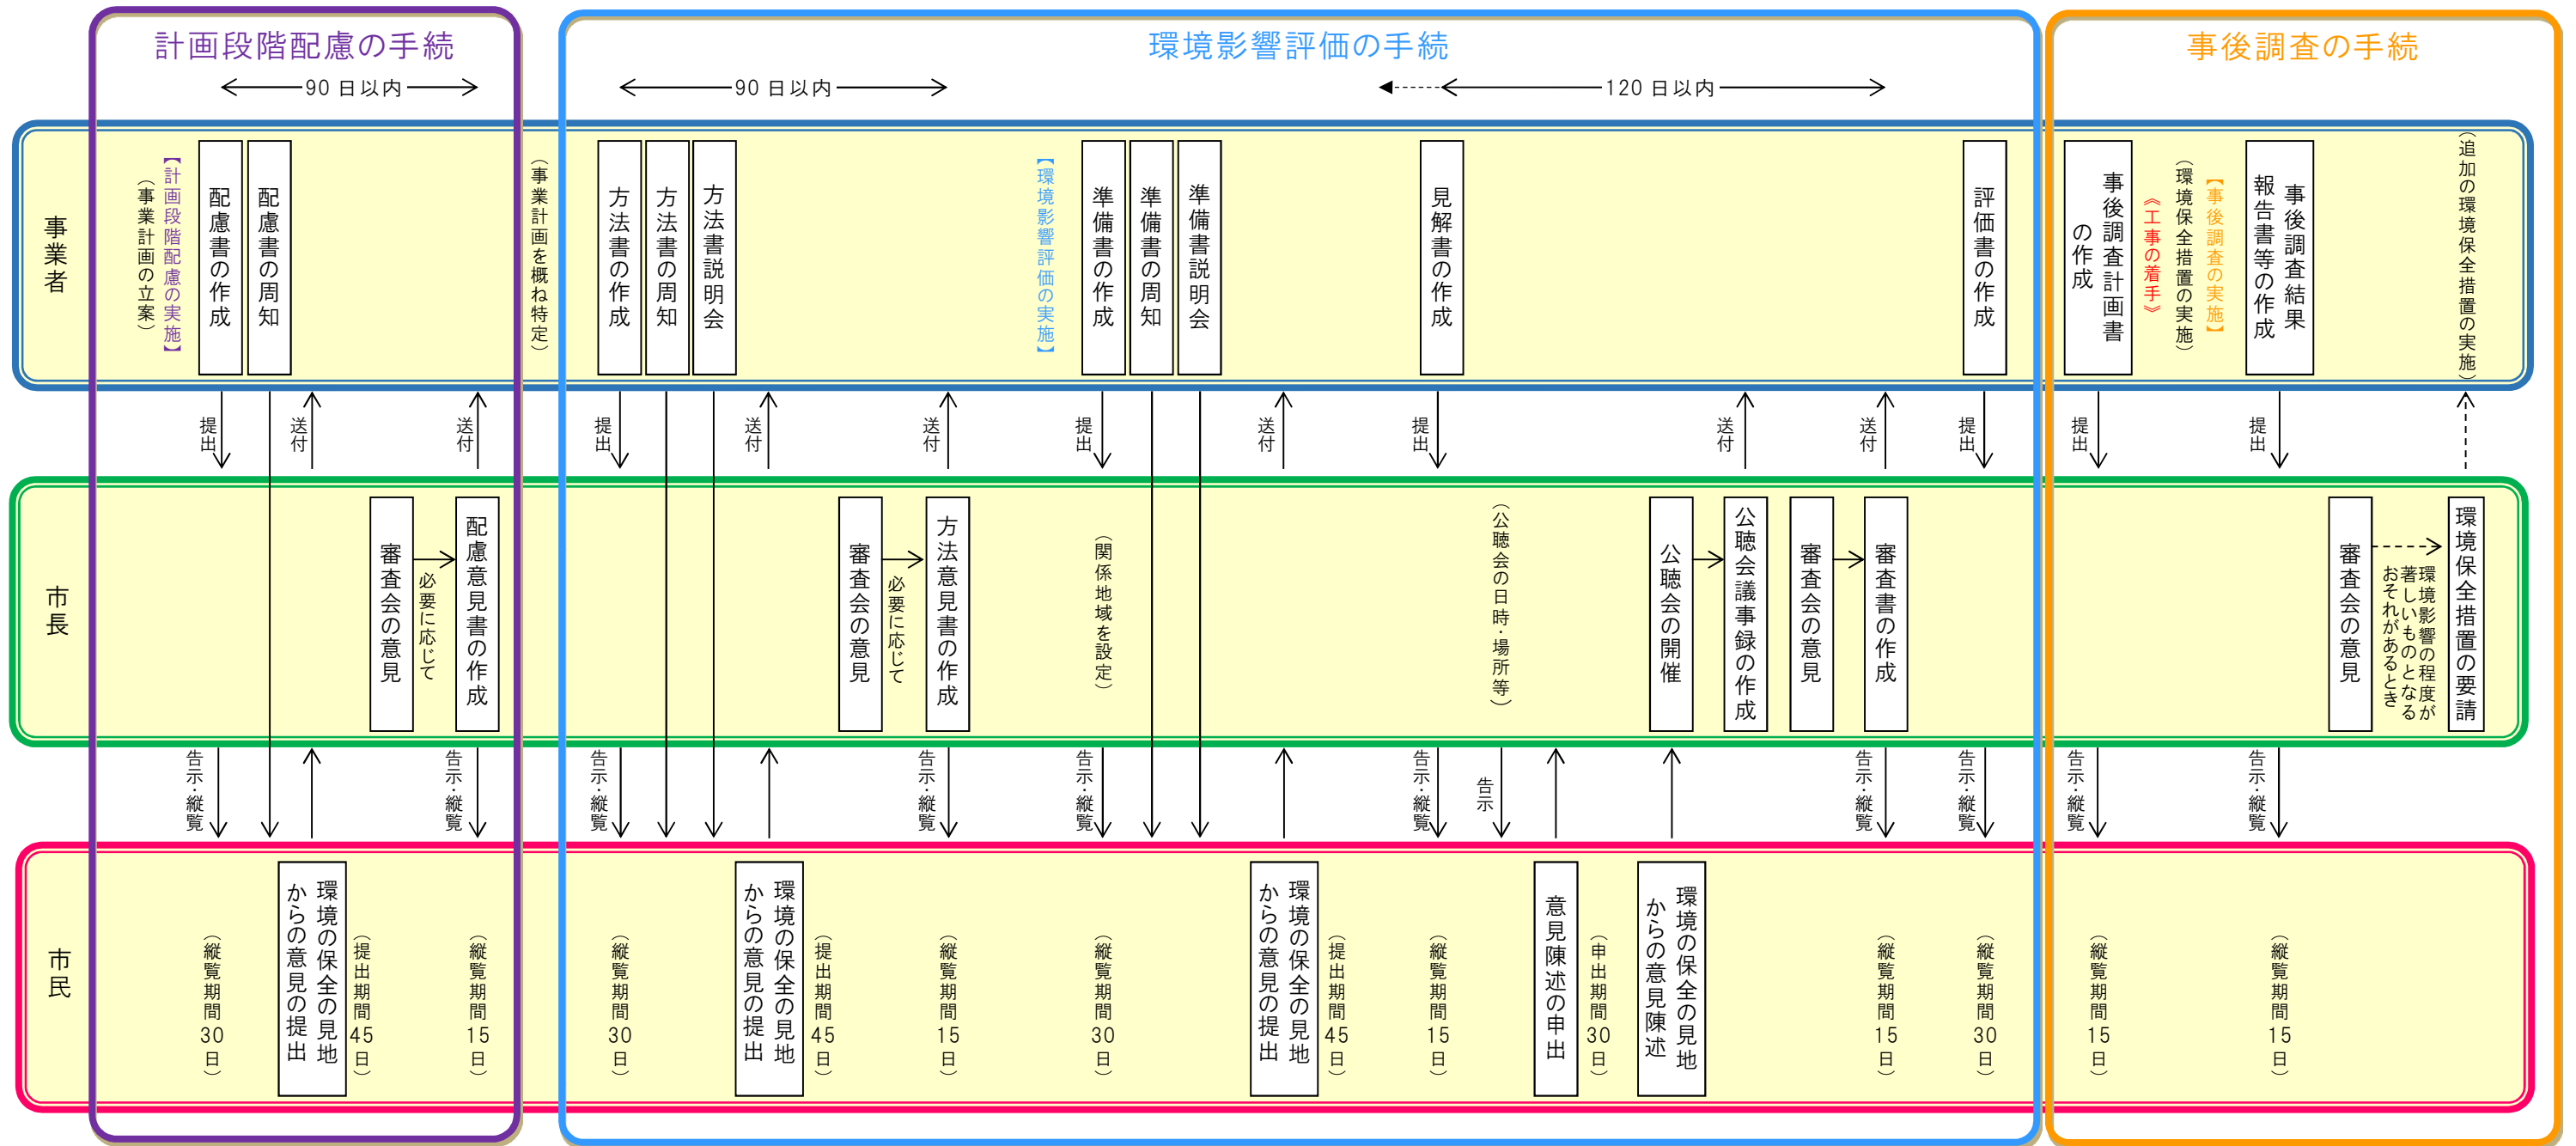 計画段階配慮の手続
環境影響評価の手続
事後調査の手続
90日以内
90日以内
120日以内
事業者
（事業計画の立案）
【計画段階配慮の実施】
配慮書の作成
配慮書の周知
（事業計画を概ね特定）
方法書の作成
方法書の周知
方法書説明会
【環境影響評価の実施】
準備書の作成
準備書の周知
準備書説明会
見解書の作成
評価書の作成
事後調査計画書
の作成
《工事の着手》
（環境保全措置の実施）
【事後調査の実施】
事後調査結果
報告書等の作成
（追加の環境保全措置の実施）
提出
送付
送付
提出
送付
送付
提出
送付
提出
送付
送付
提出
提出
提出
市長
審査会の意見
必要に応じて
配慮意見書の作成
審査会の意見
必要に応じて
方法意見書の作成
（関係地域を設定）
（公聴会の日時・場所等）
公聴会の開催
公聴会議事録の作成
審査会の意見
審査書の作成
審査会の意見
環境影響の程度が
著しいものとなる
おそれがあるとき
環境保全措置の要請
告示・縦覧
告示・縦覧
告示・縦覧
告示・縦覧
告示・縦覧
告示・縦覧
告示
告示・縦覧
告示・縦覧
告示・縦覧
告示・縦覧
市民
（縦覧期間30日）
環境の保全の見地
からの意見の提出
（提出期間45日）
（縦覧期間15日）
（縦覧期間30日）
環境の保全の見地
からの意見の提出
（提出期間45日）
（縦覧期間15日）
（縦覧期間30日）
環境の保全の見地
からの意見の提出
（提出期間45日）
（縦覧期間15日）
意見陳述の申出
（申出期間30日）
環境の保全の見地
からの意見陳述
（縦覧期間15日）
（縦覧期間30日）
（縦覧期間15日）
（縦覧期間15日）